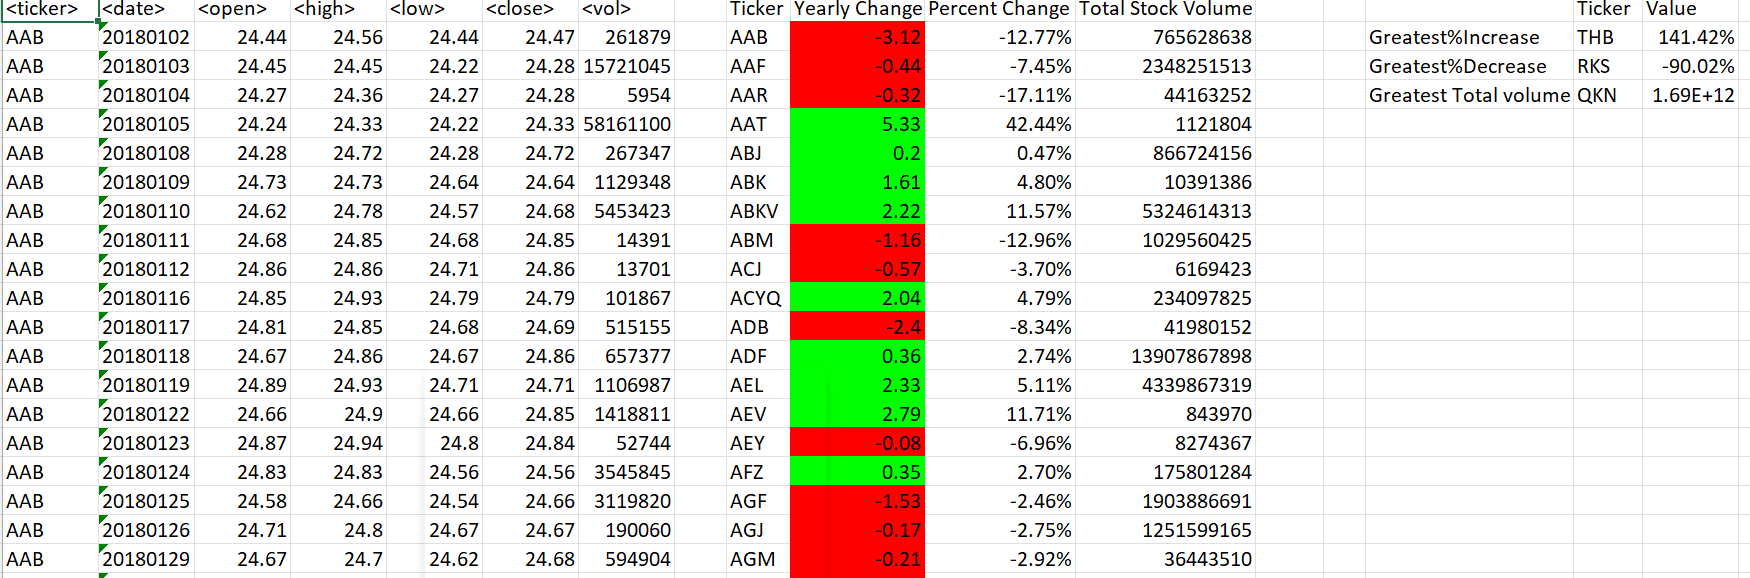 <ticker> <date> <open> <high> <low> <close> <vol> Ticker Yearly Change Percent Change Total Stock Volume Ticker Value
AAB 20180102 24.44 24.56 24.44 24.47 261879 AAB -3.12 -12.77% 765628638 Greatest%Increase THB 141.42%
AAB 20180103 24.45 24.45 24.22 24.28 15721045 AAF -0.44 -7.45% 2348251513 Greatest%Decrease RKS -90.02%
AAB 20180104 24.27 24.36 24.27 24.28 5954 AAR -0.32 -17.11% 44163252 Greatest Total volume QKN 1.69E+12
AAB 20180105 24.24 24.33 24.22 24.33 58161100 AAT 5.33 42.44% 1121804
AAB 20180108 24.28 24.72 24.28 24.72 267347 ABJ 0.2 0.47% 866724156
AAB 20180109 24.73 24.73 24.64 24.64 1129348 ABK 1.61 4.80% 10391386
AAB 20180110 24.62 24.78 24.57 24.68 5453423 ABKV 2.22 11.57% 5324614313
AAB 20180111 24.68 24.85 24.68 24.85 14391 ABM -1.16 -12.96% 1029560425
AAB 20180112 24.86 24.86 24.71 24.86 13701 ACJ -0.57 -3.70% 6169423
AAB 20180116 24.85 24.93 24.79 24.79 101867 ACYQ 2.04 4.79% 234097825
AAB 20180117 24.81 24.85 24.68 24.69 515155 ADB -2.4 -8.34% 41980152
AAB 20180118 24.67 24.86 24.67 24.86 657377 ADF 0.36 2.74% 13907867898
AAB 20180119 24.89 24.93 24.71 24.71 1106987 AEL 2.33 5.11% 4339867319
AAB 20180122 24.66 24.9 24.66 24.85 1418811 AEV 2.79 11.71% 843970
AAB 20180123 24.87 24.94 24.8 24.84 52744 AEY -0.08 -6.96% 8274367
AAB 20180124 24.83 24.83 24.56 24.56 3545845 AFZ 0.35 2.70% 175801284
AAB 20180125 24.58 24.66 24.54 24.66 3119820 AGF -1.53 -2.46% 1903886691
AAB 20180126 24.71 24.8 24.67 24.67 190060 AGJ -0.17 -2.75% 1251599165
AAB 20180129 24.67 24.7 24.62 24.68 594904 AGM -0.21 -2.92% 36443510